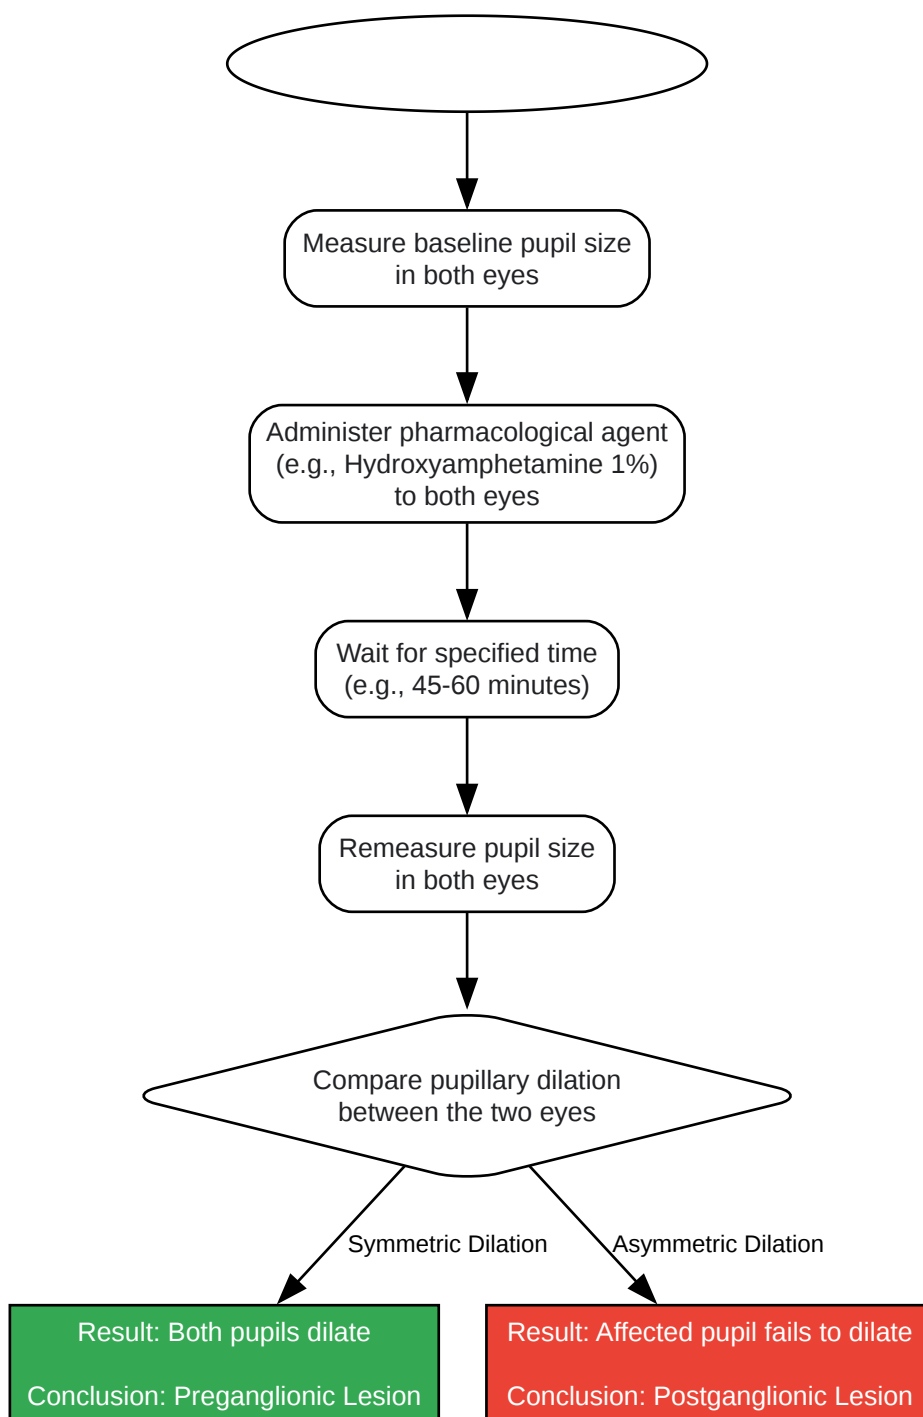 Measure baseline pupil size
in both eyes
Administer pharmacological agent
(e.g., Hydroxyamphetamine 1%)
to both eyes
Wait for specified time
(e.g., 45-60 minutes)
Remeasure pupil size
in both eyes
Compare pupillary dilation
between the two eyes
Symmetric Dilation
Asymmetric Dilation
Result: Both pupils dilate
Conclusion: Preganglionic Lesion
Result: Affected pupil fails to dilate
Conclusion: Postganglionic Lesion